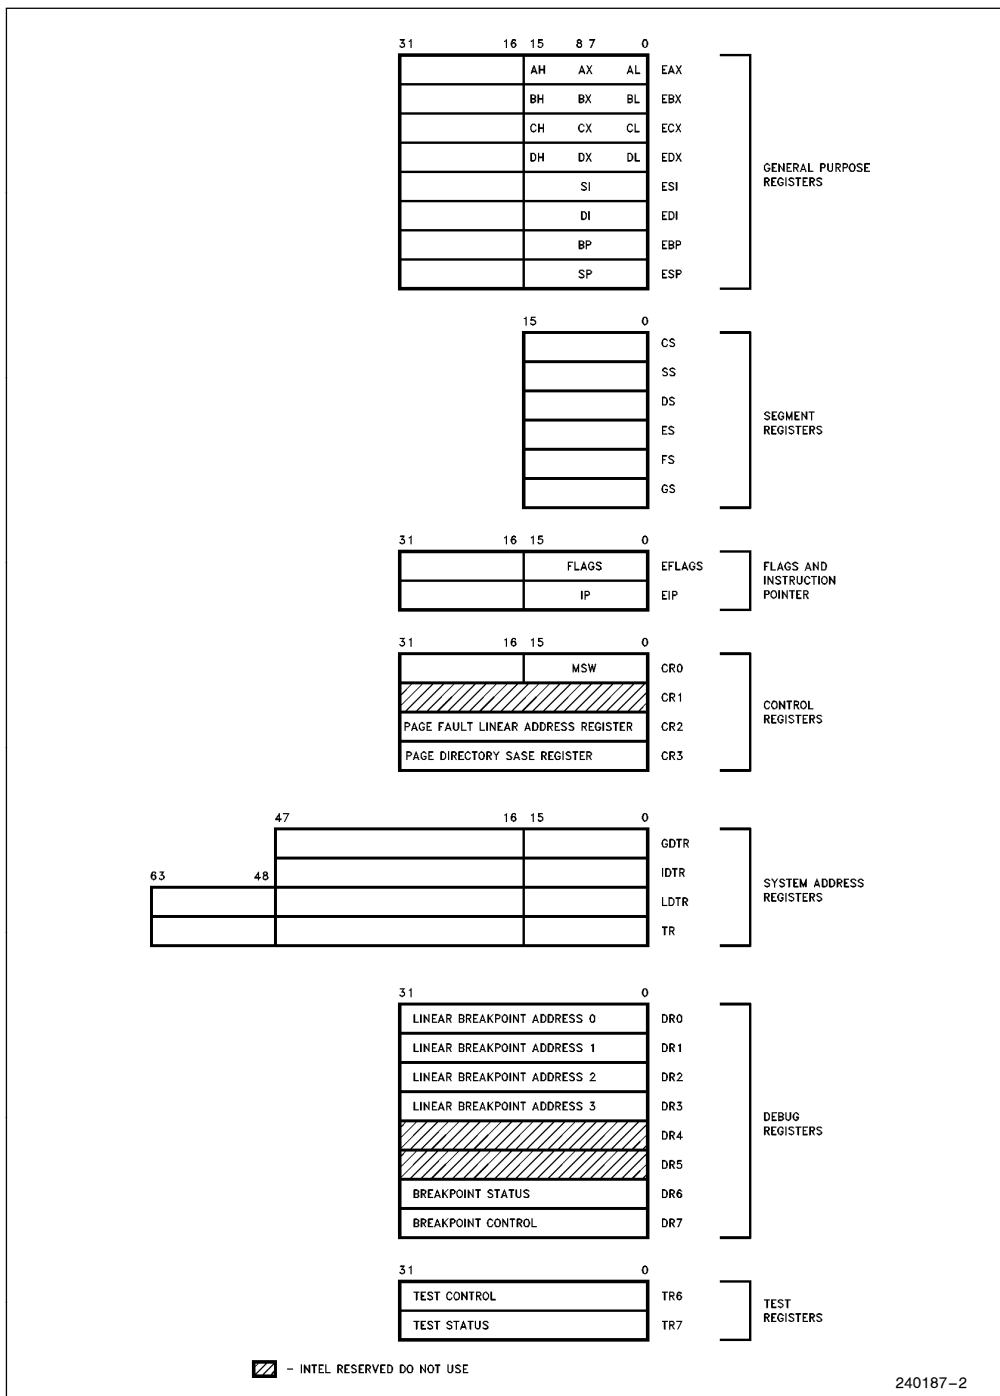 31 16 15 8 7 0
AH AX AL EAX
BH BX BL EBX
CH CX CL ECX
DH DX DL EDX
SI ESI
DI EDI
BP EBP
SP ESP
GENERAL PURPOSE
REGISTERS
15 0
CS
SS
DS
ES
FS
GS
SEGMENT
REGISTERS
31 16 15 0
FLAGS EFLAGS
IP EIP
FLAGS AND
INSTRUCTION
POINTER
31 16 15 0
MSW CR0
CR1
PAGE FAULT LINEAR ADDRESS REGISTER CR2
PAGE DIRECTORY SASE REGISTER CR3
CONTROL
REGISTERS
47 16 15 0
GDTR
IDTR
63 48
LDTR
TR
SYSTEM ADDRESS
REGISTERS
31 0
LINEAR BREAKPOINT ADDRESS 0 DR0
LINEAR BREAKPOINT ADDRESS 1 DR1
LINEAR BREAKPOINT ADDRESS 2 DR2
LINEAR BREAKPOINT ADDRESS 3 DR3
DR4
DR5
BREAKPOINT STATUS DR6
BREAKPOINT CONTROL DR7
DEBUG
REGISTERS
31 0
TEST CONTROL TR6
TEST STATUS TR7
TEST
REGISTERS
- INTEL RESERVED DO NOT USE
240187-2